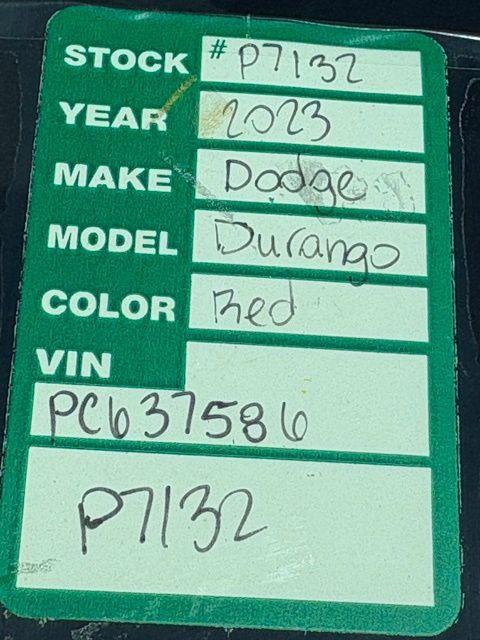 STOCK # P7132
YEAR 2023
MAKE Dodge
MODEL Durango
COLOR Red
VIN
PC637586
P7132